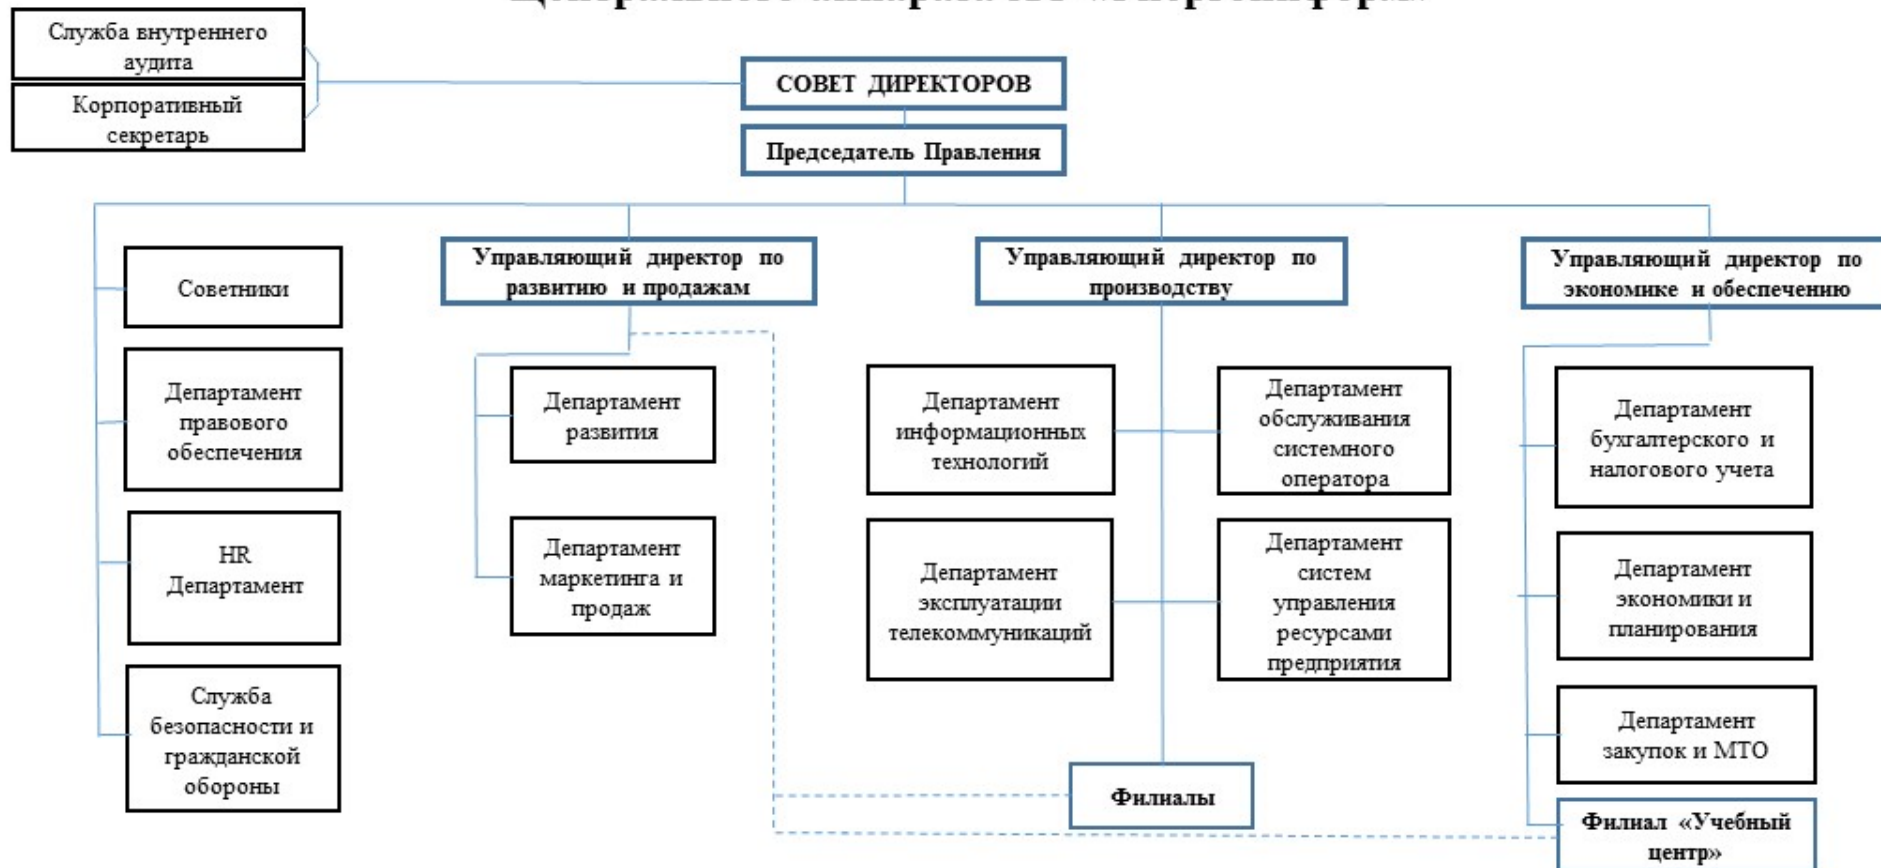 Служба внутреннего
аудита
Корпоративный
секретарь
СОВЕТ ДИРЕКТОРОВ
Председатель Правления
Советники
Департамент
правового
обеспечения
HR
Департамент
Служба
безопасности и
гражданской
обороны
Управляющий директор по
развитию и продажам
Департамент
развития
Департамент
маркетинга и
продаж
Управляющий директор по
производству
Департамент
информационных
технологий
Департамент
обслуживания
системного
оператора
Департамент
эксплуатации
телекоммуникаций
Департамент
систем
управления
ресурсами
предприятия
Филиалы
Управляющий директор по
экономике и обеспечению
Департамент
бухгалтерского и
налогового учета
Департамент
экономики и
планирования
Департамент
закупок и МТО
Филиал «Учебный
центр»